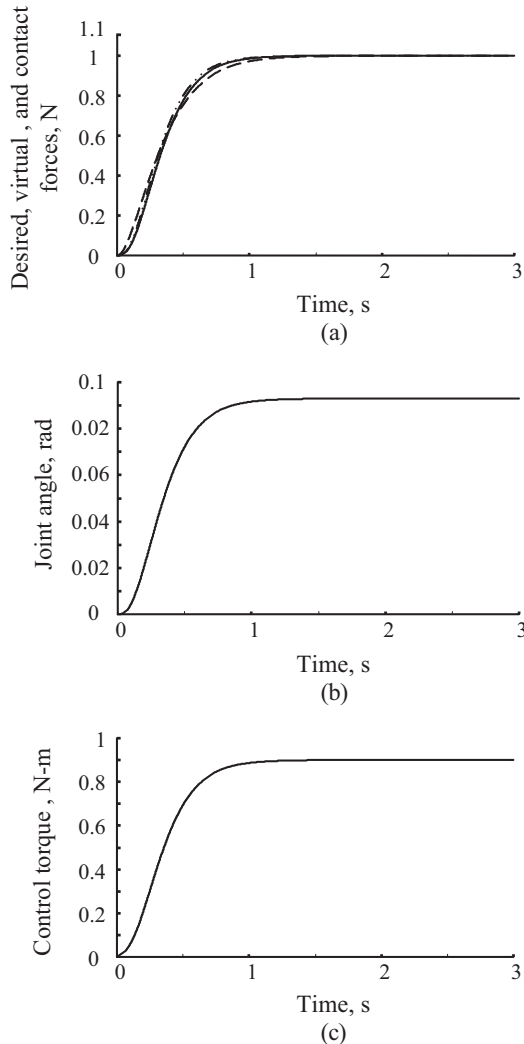 Desired, virtual , and contact
forces, N
1.1
1
0.8
0.6
0.4
0.2
0
0 1 2 3
Time, s
(a)
Joint angle, rad
0.1
0.02
0.06
0.04
0.02
0
0 1 2 3
Time, s
(b)
Control torque , N-m
1
0.8
0.6
0.4
0.2
0
0 1 2 3
Time, s
(c)